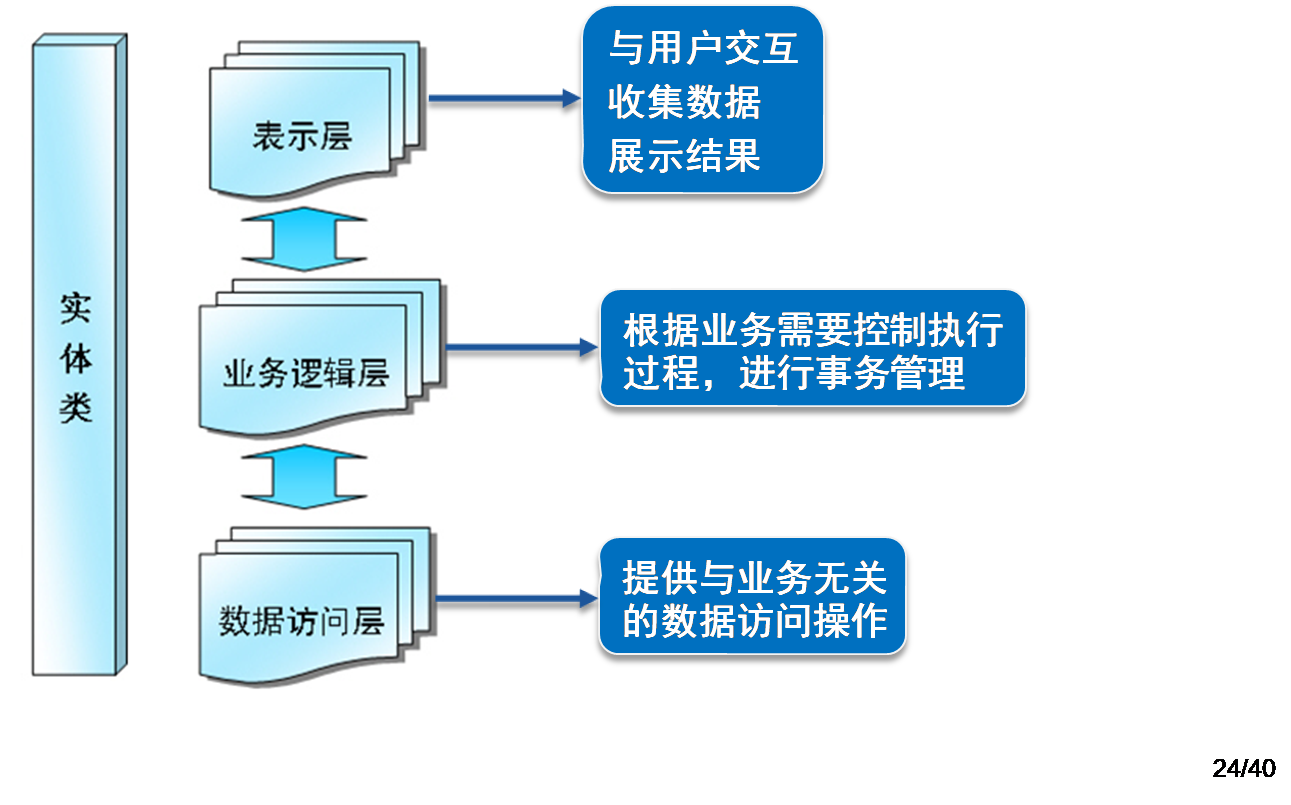 表示层
与用户交互
收集数据
展示结果
实
体
类
业务逻辑层
根据业务需要控制执行
过程，进行事务管理
数据访问层
提供与业务无关
的数据访问操作
24/40